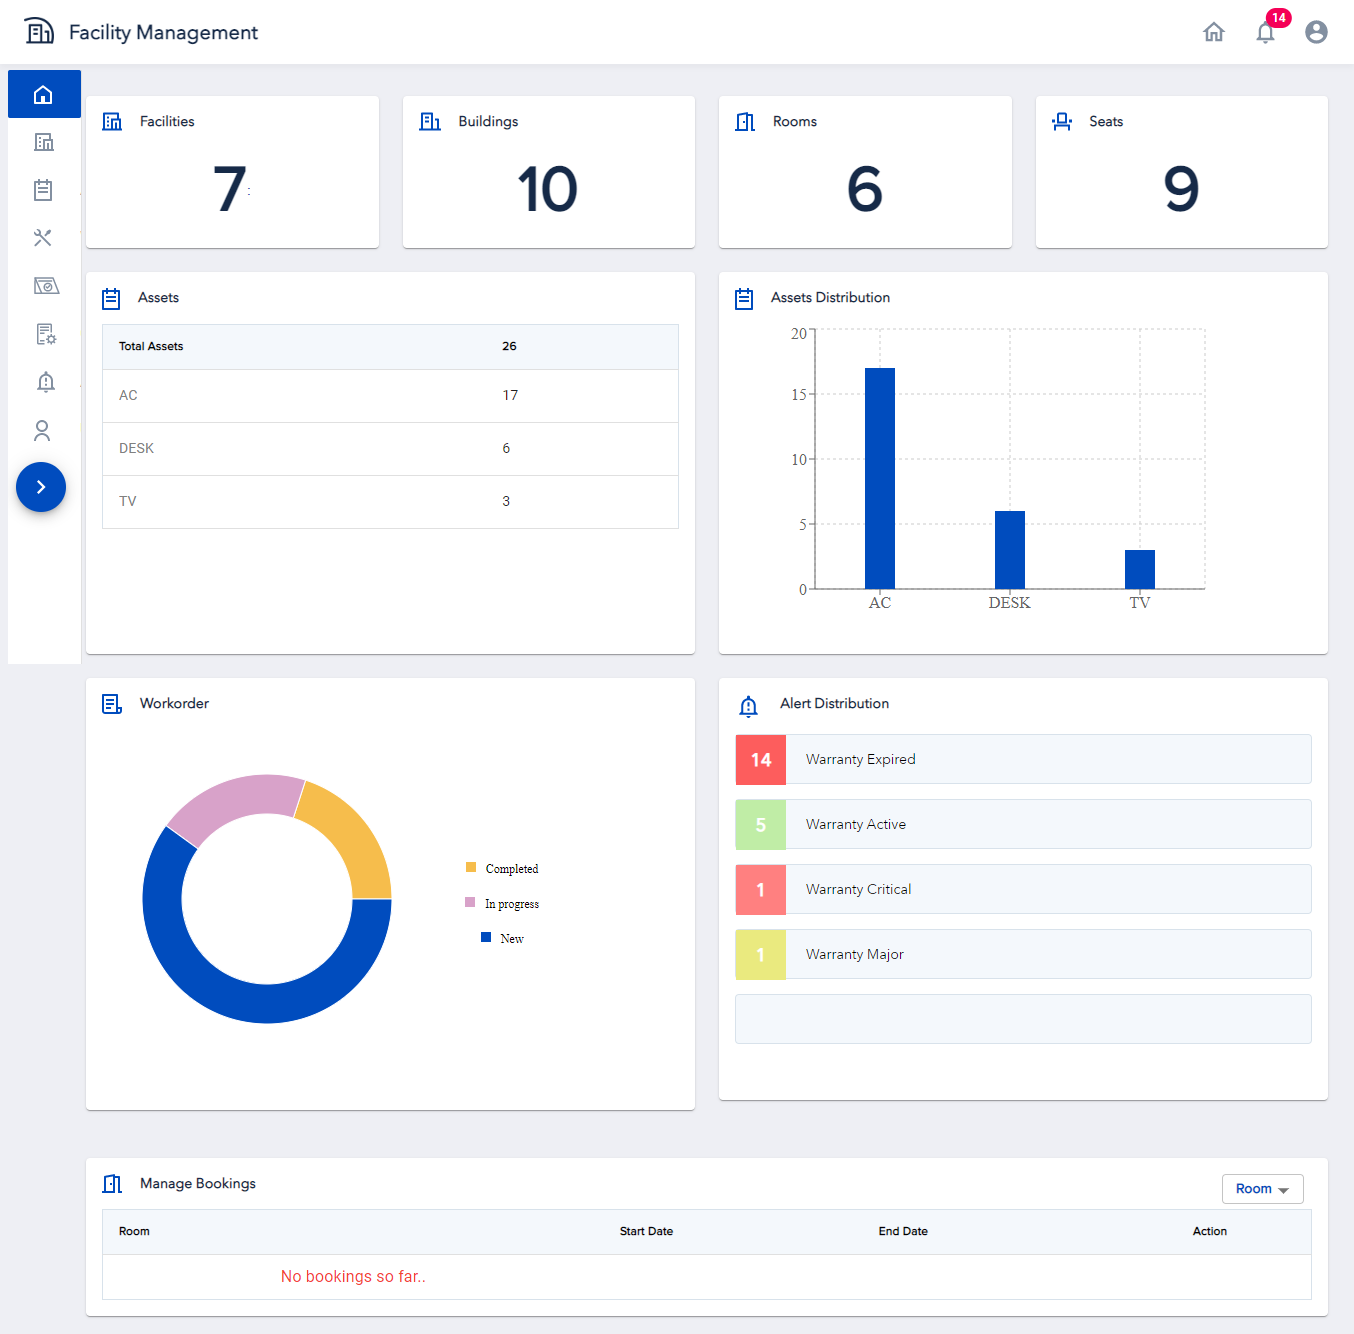 Facility Management
14
Facilities
Buildings
Rooms
Seats
7
:
10
6
9
Assets
Total Assets 26
AC 17
DESK 6
TV 3
Assets Distribution
20
15
10
5
0
AC DESK TV
Workorder
Completed
In progress
New
Alert Distribution
14 Warranty Expired
5 Warranty Active
1 Warranty Critical
1 Warranty Major
Manage Bookings
Room
Room Start Date End Date Action
No bookings so far..